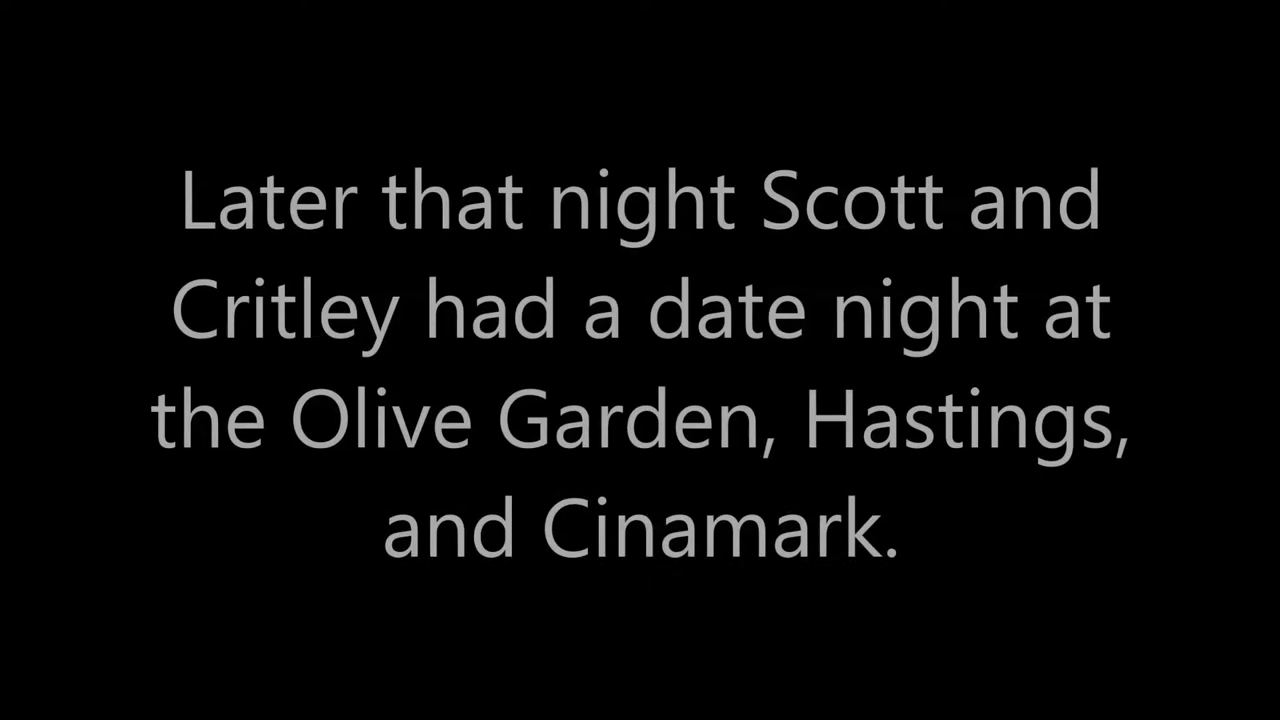 Later that night Scott and
Critley had a date night at
the Olive Garden, Hastings,
and Cinamark.